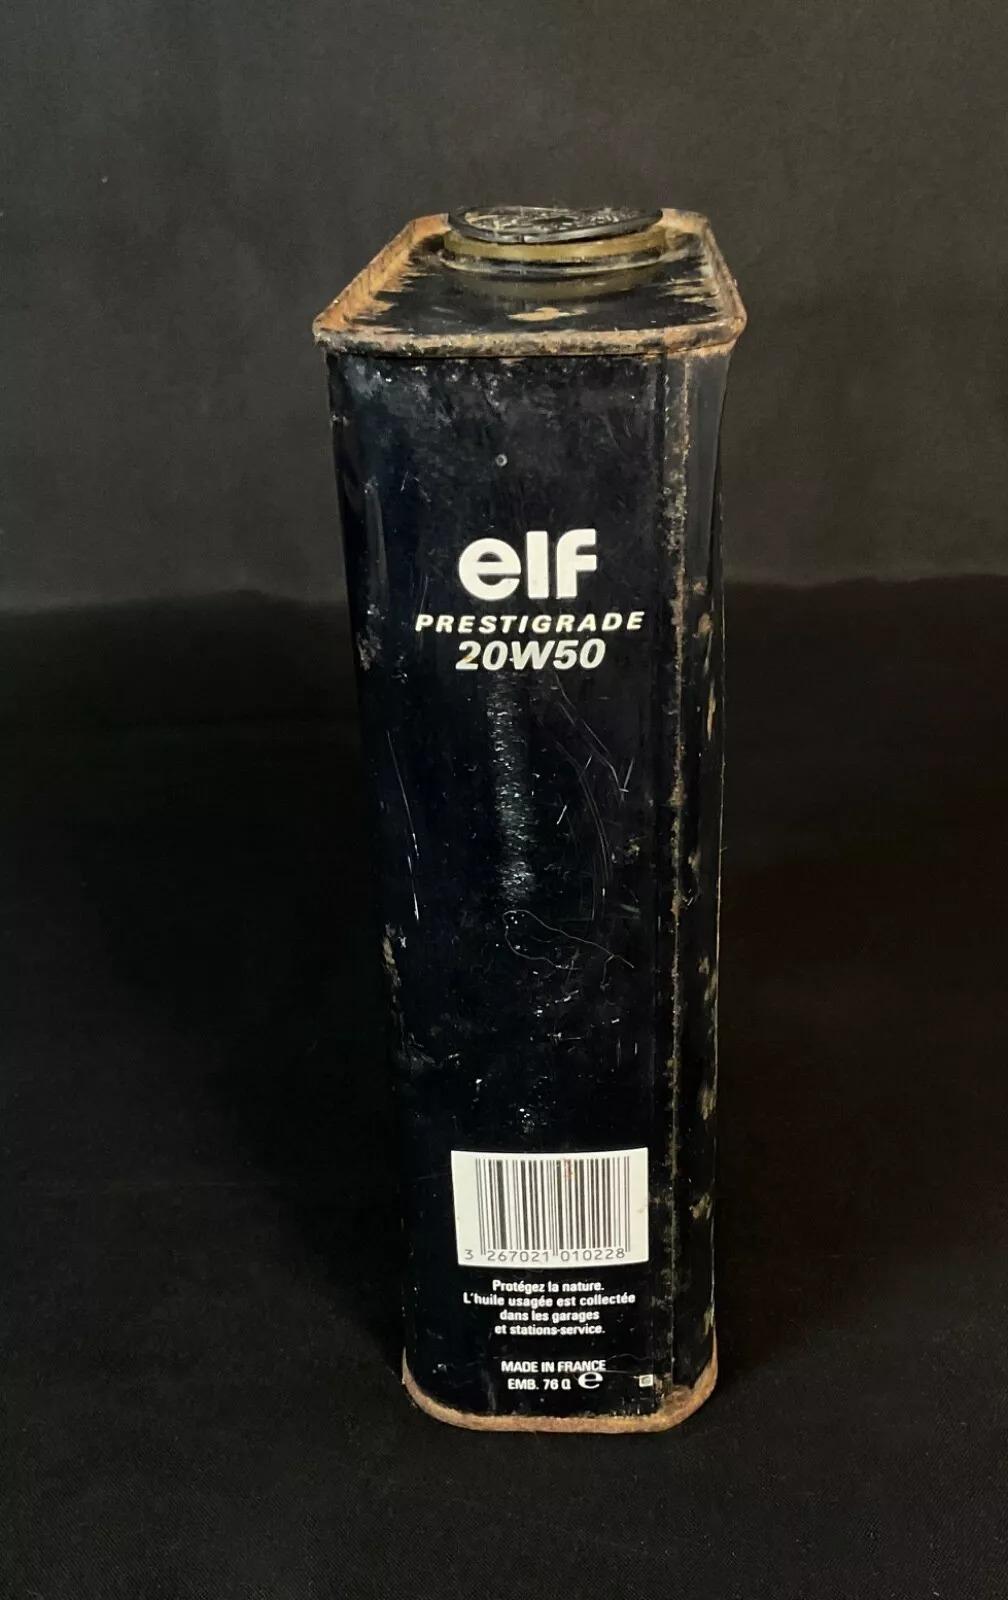 elf
PRESTIGRADE
20W50
3 267021 010228
Protégez la nature.
L'huile usagée est collectée
dans les garages
et stations-service.
MADE IN FRANCE
EMB. 76 Q e